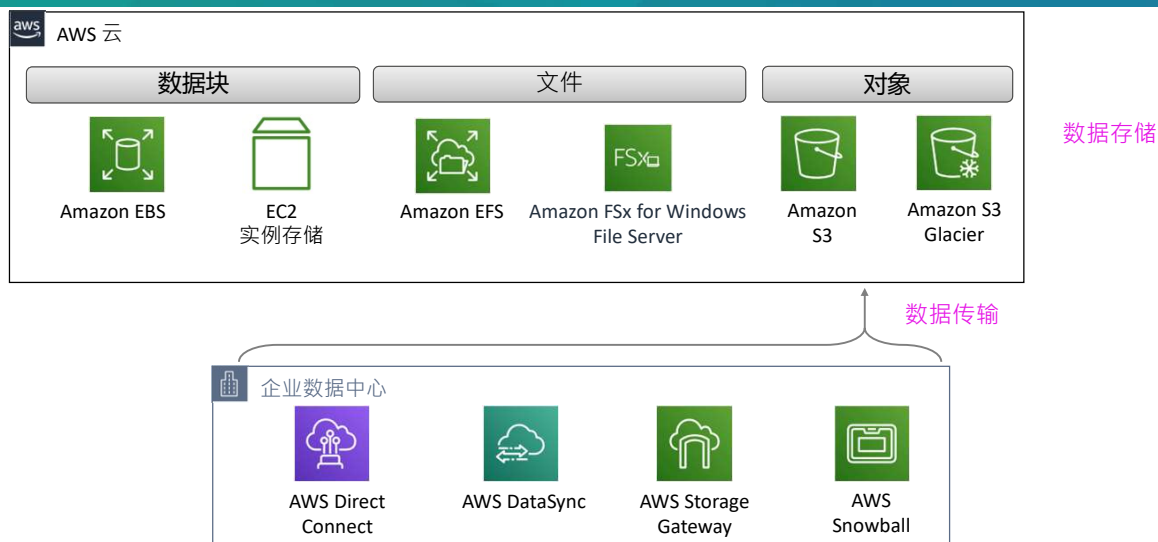 aws
AWS 云
数据块
文件
对象
数据存储
FSx
Amazon EBS
EC2
实例存储
Amazon EFS
Amazon FSx for Windows
File Server
Amazon
S3
Amazon S3
Glacier
数据传输
企业数据中心
AWS Direct
Connect
AWS DataSync
AWS Storage
Gateway
AWS
Snowball